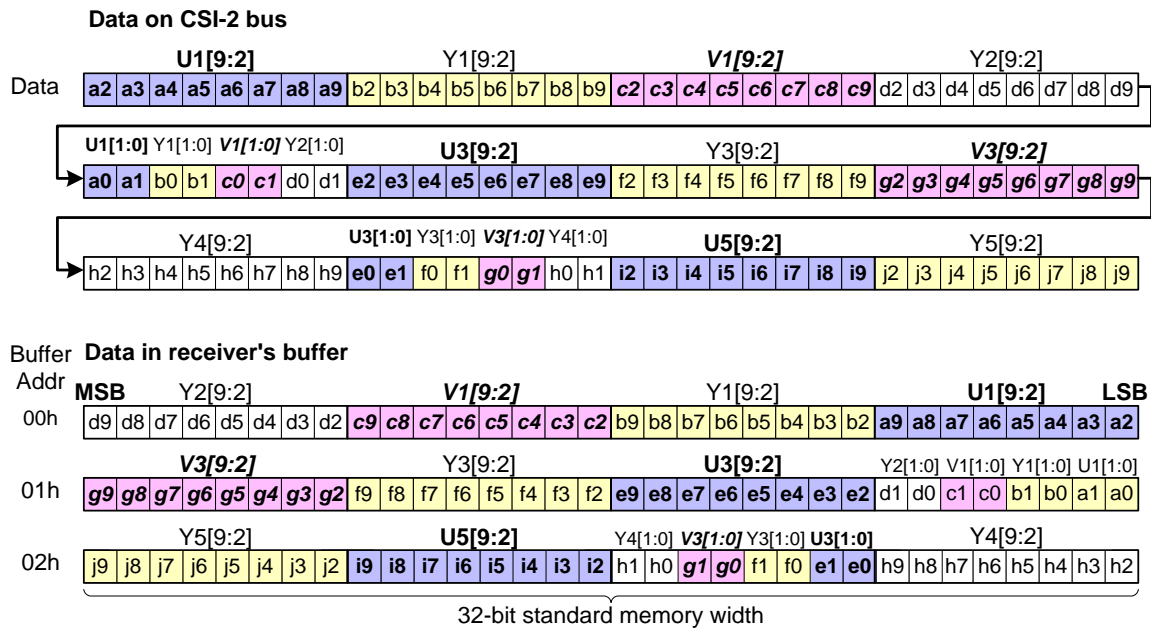 Data on CSI-2 bus
U1[9:2] Y1[9:2] V1[9:2] Y2[9:2]
Data a2 a3 a4 a5 a6 a7 a8 a9 b2 b3 b4 b5 b6 b7 b8 b9 c2 c3 c4 c5 c6 c7 c8 c9 d2 d3 d4 d5 d6 d7 d8 d9
U1[1:0] Y1[1:0] V1[1:0] Y2[1:0] U3[9:2] Y3[9:2] V3[9:2]
a0 a1 b0 b1 c0 c1 d0 d1 e2 e3 e4 e5 e6 e7 e8 e9 f2 f3 f4 f5 f6 f7 f8 f9 g2 g3 g4 g5 g6 g7 g8 g9
Y4[9:2] U3[1:0] Y3[1:0] V3[1:0] Y4[1:0] U5[9:2] Y5[9:2]
h2 h3 h4 h5 h6 h7 h8 h9 e0 e1 f0 f1 g0 g1 h0 h1 i2 i3 i4 i5 i6 i7 i8 i9 j2 j3 j4 j5 j6 j7 j8 j9
Buffer Addr
Data in receiver's buffer
MSB Y2[9:2] V1[9:2] Y1[9:2] U1[9:2] LSB
00h d9 d8 d7 d6 d5 d4 d3 d2 c9 c8 c7 c6 c5 c4 c3 c2 b9 b8 b7 b6 b5 b4 b3 b2 a9 a8 a7 a6 a5 a4 a3 a2
V3[9:2] Y3[9:2] U3[9:2] Y2[1:0] V1[1:0] Y1[1:0] U1[1:0]
01h g9 g8 g7 g6 g5 g4 g3 g2 f9 f8 f7 f6 f5 f4 f3 f2 e9 e8 e7 e6 e5 e4 e3 e2 d1 d0 c1 c0 b1 b0 a1 a0
Y5[9:2] U5[9:2] Y4[1:0] V3[1:0] Y3[1:0] U3[1:0] Y4[9:2]
02h j9 j8 j7 j6 j5 j4 j3 j2 i9 i8 i7 i6 i5 i4 i3 i2 h1 h0 g1 g0 f1 f0 e1 e0 h9 h8 h7 h6 h5 h4 h3 h2
32-bit standard memory width